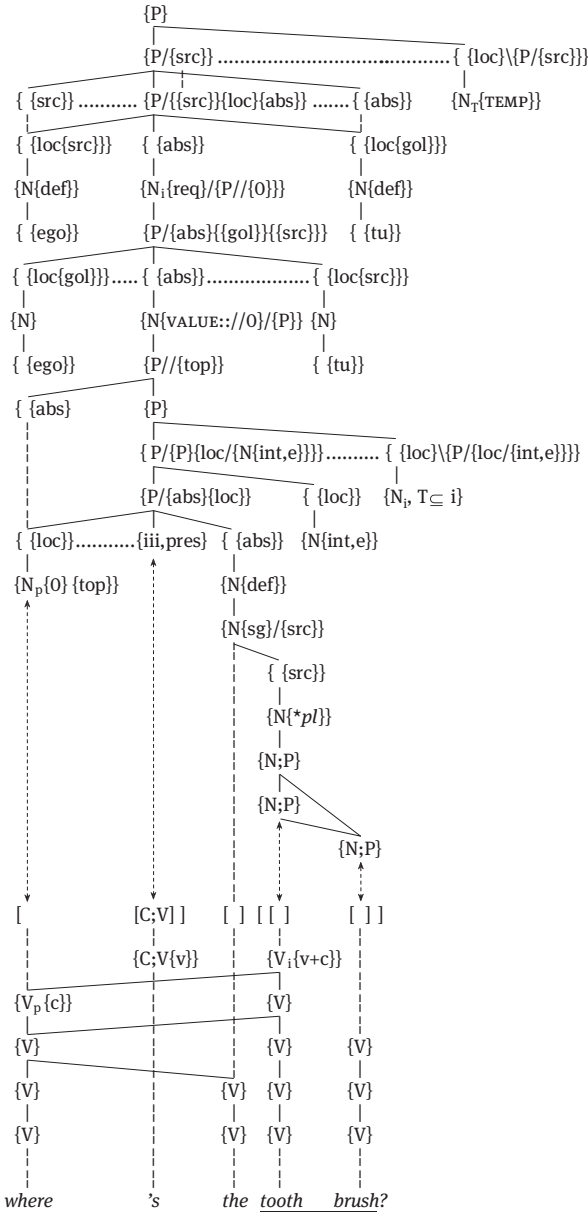 {P}
{P/{src}} { {loc}\{P/{src}}}
{ {src}} {P/{{src}}{loc}{abs}} { {abs}} {N_T{TEMP}}
{ {loc{src}}} { {abs}} { {loc{gol}}}
{N{def}} {N_i{req}/{P//{0}}} {N{def}}
{ {ego}} {P/{abs}{{gol}}{{src}}} { {tu}}
{ {loc{gol}}} { {abs}} { {loc{src}}}
{N} {N{VALUE::://0}/{P}} {N}
{ {ego}} {P//{top}} { {tu}}
{ {abs} {P}
{ P/{P}{loc/{N{int,e}}}} { {loc}\{P/{loc/{int,e}}}}
{P/{abs}{loc} { {loc}} {N_i, T⊆ i}
{ {loc}} {iii,pres} { {abs}} {N{int,e}}
{N_p{0} {top}} {N{def}}
{N{sg}/{src}}
{ {src}}
{N{*pl}}
{N;P}
{N;P}
{N;P}
[ [C;V] ] [ ] [ [ ] [ ] ]
{C;V{v}} {V_i{v+c}}
{V_p{c}} {V}
{V} {V} {V}
{V} {V} {V} {V}
{V} {V} {V} {V}
where 's the tooth brush?